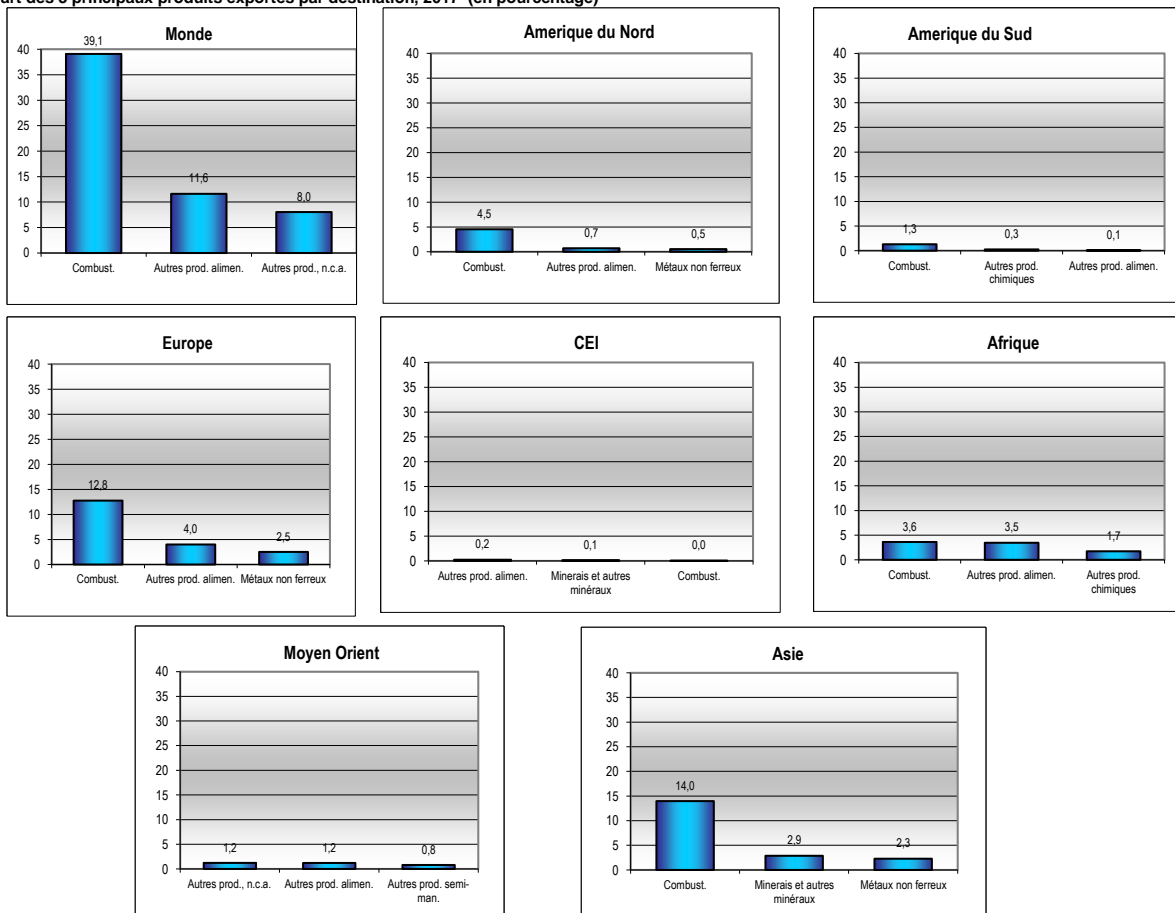 des 3 principaux produits exportés par destination, 2017 (en pourcentage)
Monde
40
35
30
25
20
15
10
5
0
39,1
11,6
8,0
Combust.
Autres prod. alimen.
Autres prod., n.c.a.
Amerique du Nord
40
35
30
25
20
15
10
5
0
4,5
0,7
0,5
Combust.
Autres prod. alimen.
Métaux non ferreux
Amerique du Sud
40
35
30
25
20
15
10
5
0
1,3
0,3
0,1
Combust.
Autres prod.
chimiques
Autres prod. alimen.
Europe
40
35
30
25
20
15
10
5
0
12,8
4,0
2,5
Combust.
Autres prod. alimen.
Métaux non ferreux
CEI
40
35
30
25
20
15
10
5
0
0,2
0,1
0,0
Autres prod. alimen.
Minerais et autres
minéraux
Combust.
Afrique
40
35
30
25
20
15
10
5
0
3,6
3,5
1,7
Combust.
Autres prod. alimen.
Autres prod.
chimiques
Moyen Orient
40
35
30
25
20
15
10
5
0
1,2
1,2
0,8
Autres prod., n.c.a.
Autres prod. alimen.
Autres prod. semi-
man.
Asie
40
35
30
25
20
15
10
5
0
14,0
2,9
2,3
Combust.
Minerais et autres
minéraux
Métaux non ferreux